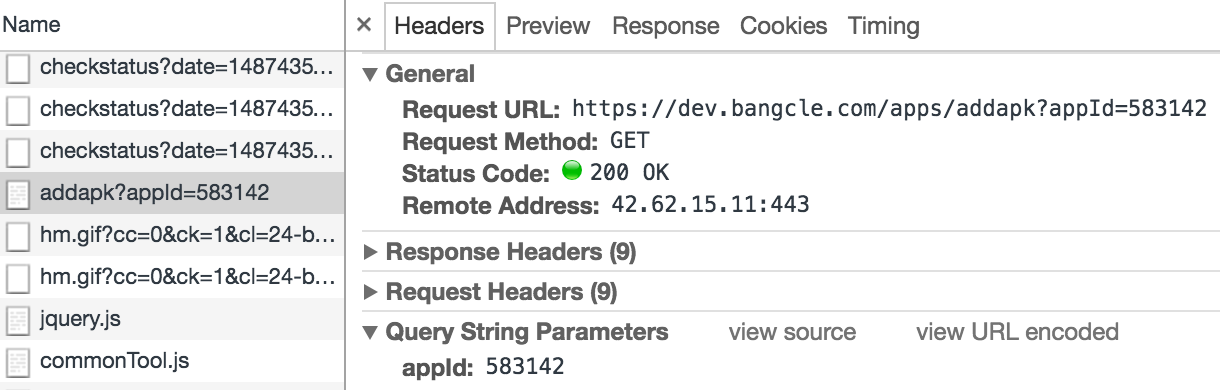 Name
× Headers Preview Response Cookies Timing
checkstatus?date=1487435...
checkstatus?date=1487435...
checkstatus?date=1487435...
addapk?appId=583142
hm.gif?cc=0&ck=1&cl=24-b...
hm.gif?cc=0&ck=1&cl=24-b...
jquery.js
commonTool.js
▼ General
Request URL: https://dev.bangcle.com/apps/addapk?appId=583142
Request Method: GET
Status Code: 200 OK
Remote Address: 42.62.15.11:443
▶ Response Headers (9)
▶ Request Headers (9)
▼ Query String Parameters view source view URL encoded
appId: 583142